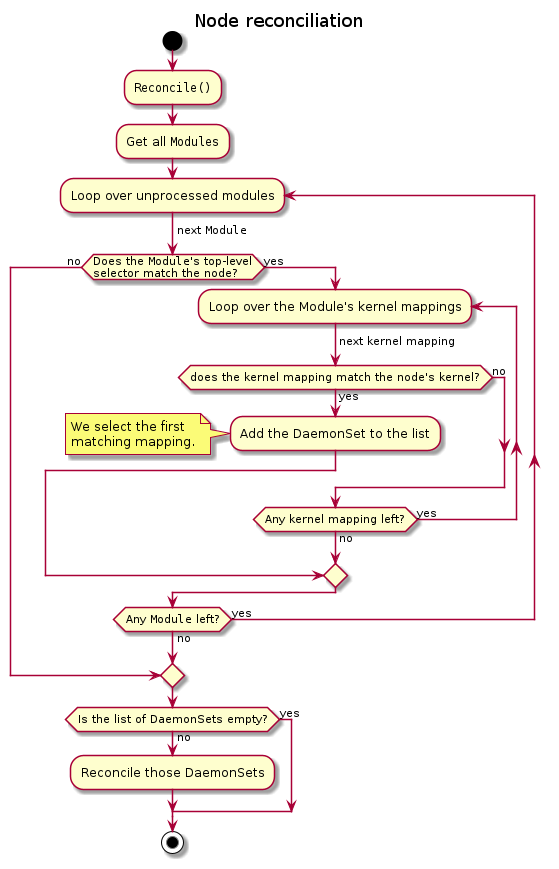 Node reconciliation
Reconcile()
Get all Modules
Loop over unprocessed modules
next Module
no
Does the Module's top-level
selector match the node?
yes
Loop over the Module's kernel mappings
next kernel mapping
does the kernel mapping match the node's kernel?
no
yes
We select the first
matching mapping.
Add the DaemonSet to the list
Any kernel mapping left?
yes
no
Any Module left?
yes
no
Is the list of DaemonSets empty?
yes
no
Reconcile those DaemonSets